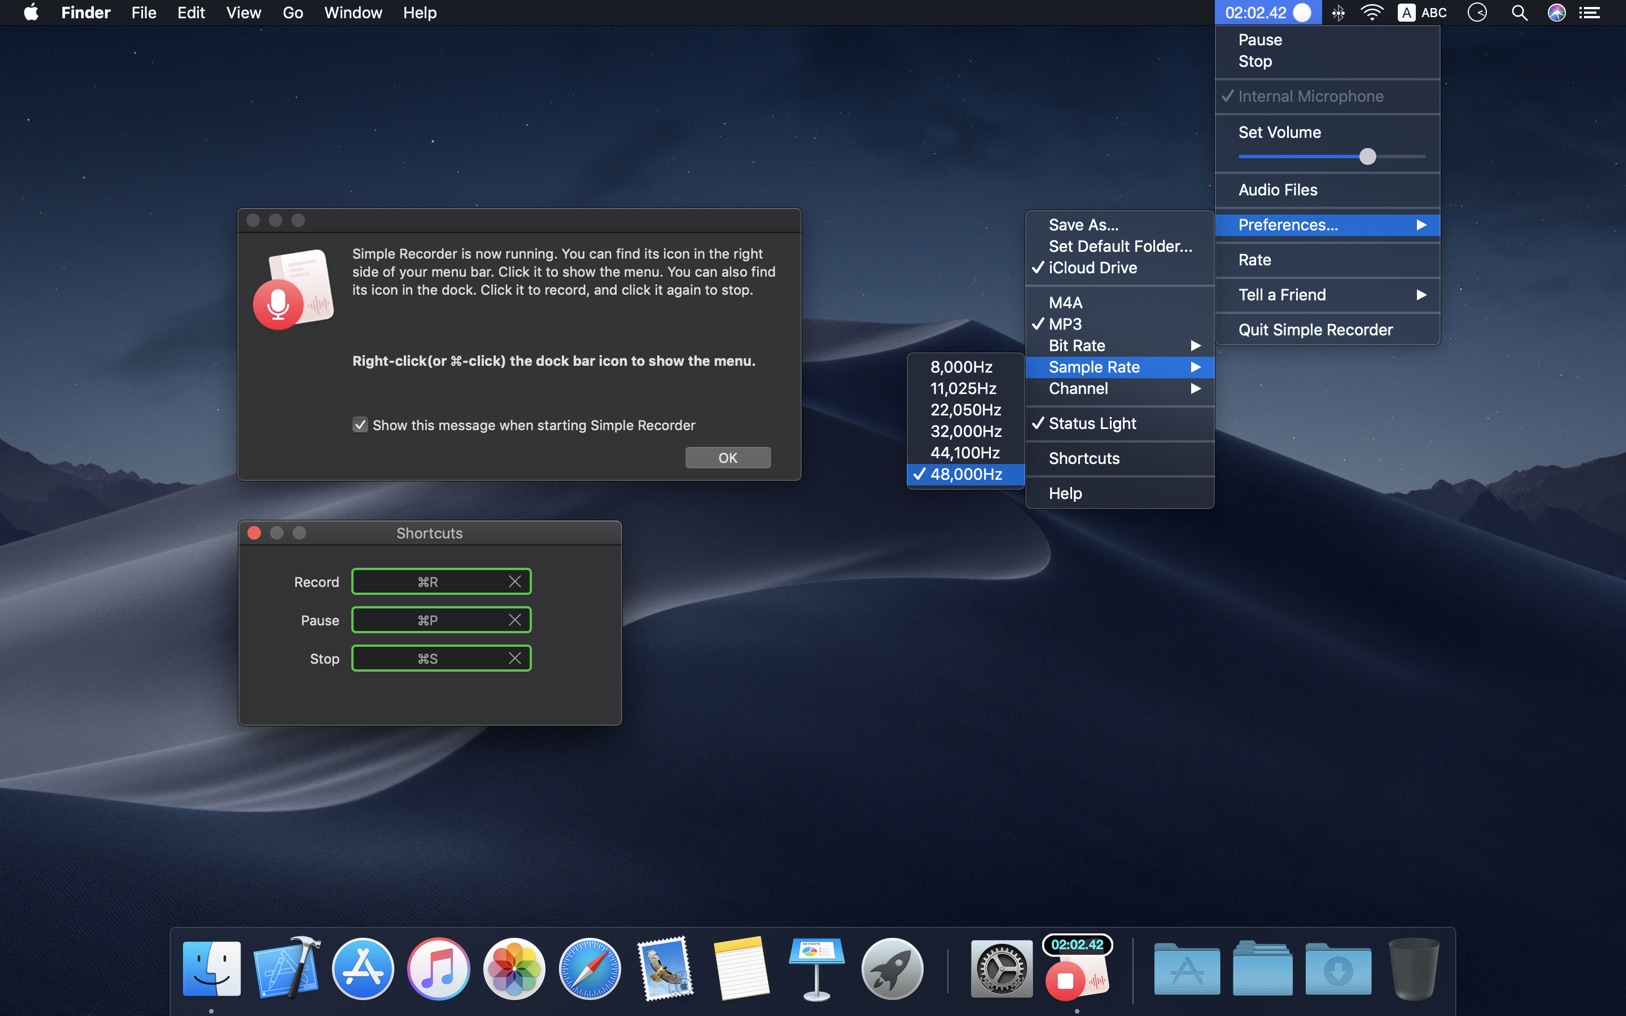 Finder File Edit View Go Window Help 02:02.42 A ABC
Pause
Stop
✓ Internal Microphone
Set Volume
Audio Files
Preferences... ▶
Rate
Tell a Friend ▶
Quit Simple Recorder
Save As...
Set Default Folder...
✓ iCloud Drive
M4A
✓ MP3
Bit Rate ▶
Sample Rate ▶
Channel ▶
✓ Status Light
Shortcuts
Help
8,000Hz
11,025Hz
22,050Hz
32,000Hz
44,100Hz
✓ 48,000Hz
Simple Recorder is now running. You can find its icon in the right
side of your menu bar. Click it to show the menu. You can also find
its icon in the dock. Click it to record, and click it again to stop.
Right-click(or ⌘-click) the dock bar icon to show the menu.
Show this message when starting Simple Recorder
OK
Shortcuts
Record ⌘R
Pause ⌘P
Stop ⌘S
02:02.42